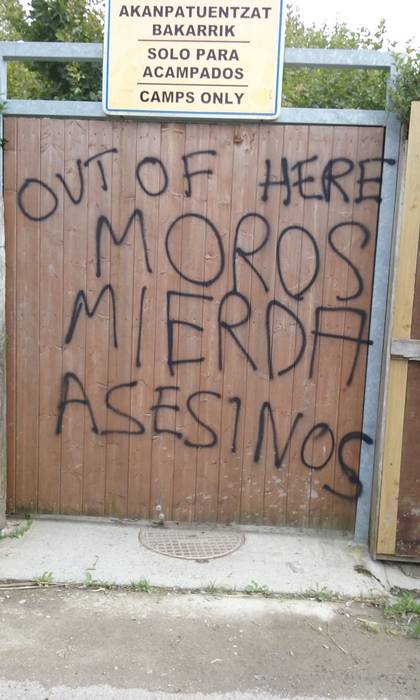 AKANPATUENTZAT
BAKARRIK
SOLO PARA
ACAMPADOS
CAMPS ONLY
OUT OF HERE
MOROS
MIERDA
ASESINOS